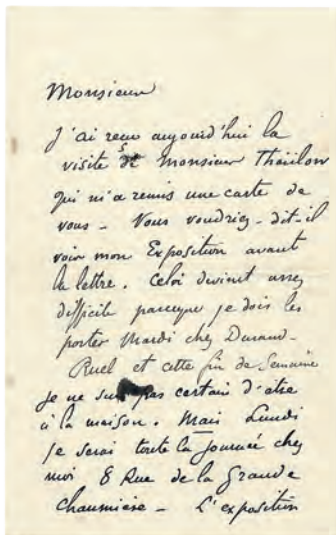 Monsieur
J'ai reçu aujourd'hui la
visite de Monsieur Thaülow
qui m'a remis une carte de
vous - Vous voudriez - dit-il
voir mon Exposition avant
la lettre. Cela devient assez
difficile parceque je dois les
porter Mardi chez Durand-
Ruel et cette fin de Semaine
je ne suis pas certain d'etre
à la maison. Mais Lundi
je serai toute la Journée chez
moi 8 Rue de la Grande
Chaumière - L'exposition